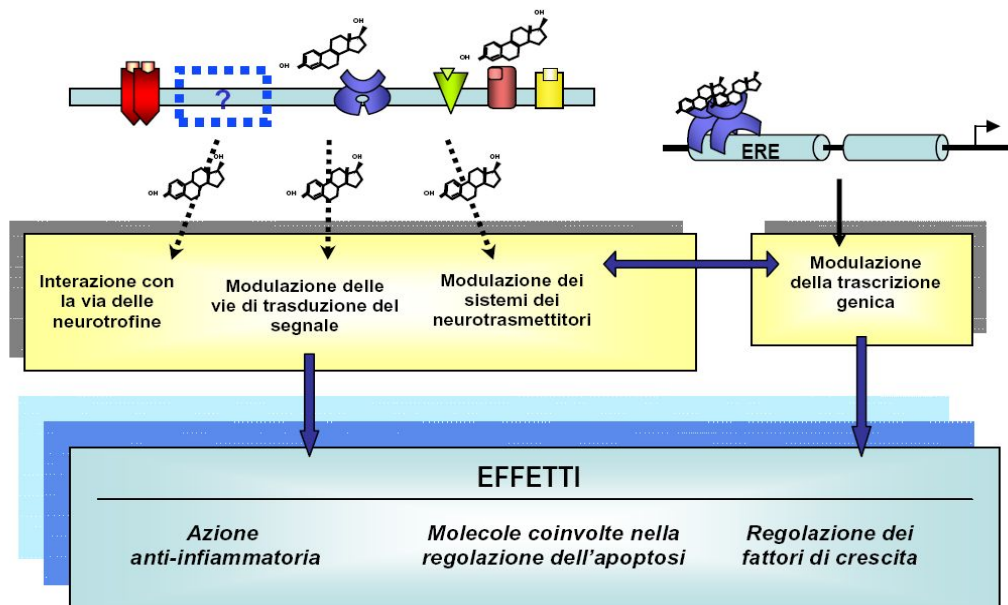 OH
OH
OH
OH
?
ERE
OH
OH
OH
OH
OH
OH
Interazione con
la via delle
neurotrofine
Modulazione delle
vie di trasduzione del
segnale
Modulazione dei
sistemi dei
neurotrasmettitori
Modulazione
della trascrizione
genica
EFFETTI
Azione
anti-infiammatoria
Molecole coinvolte nella
regolazione dell'apoptosi
Regolazione dei
fattori di crescita